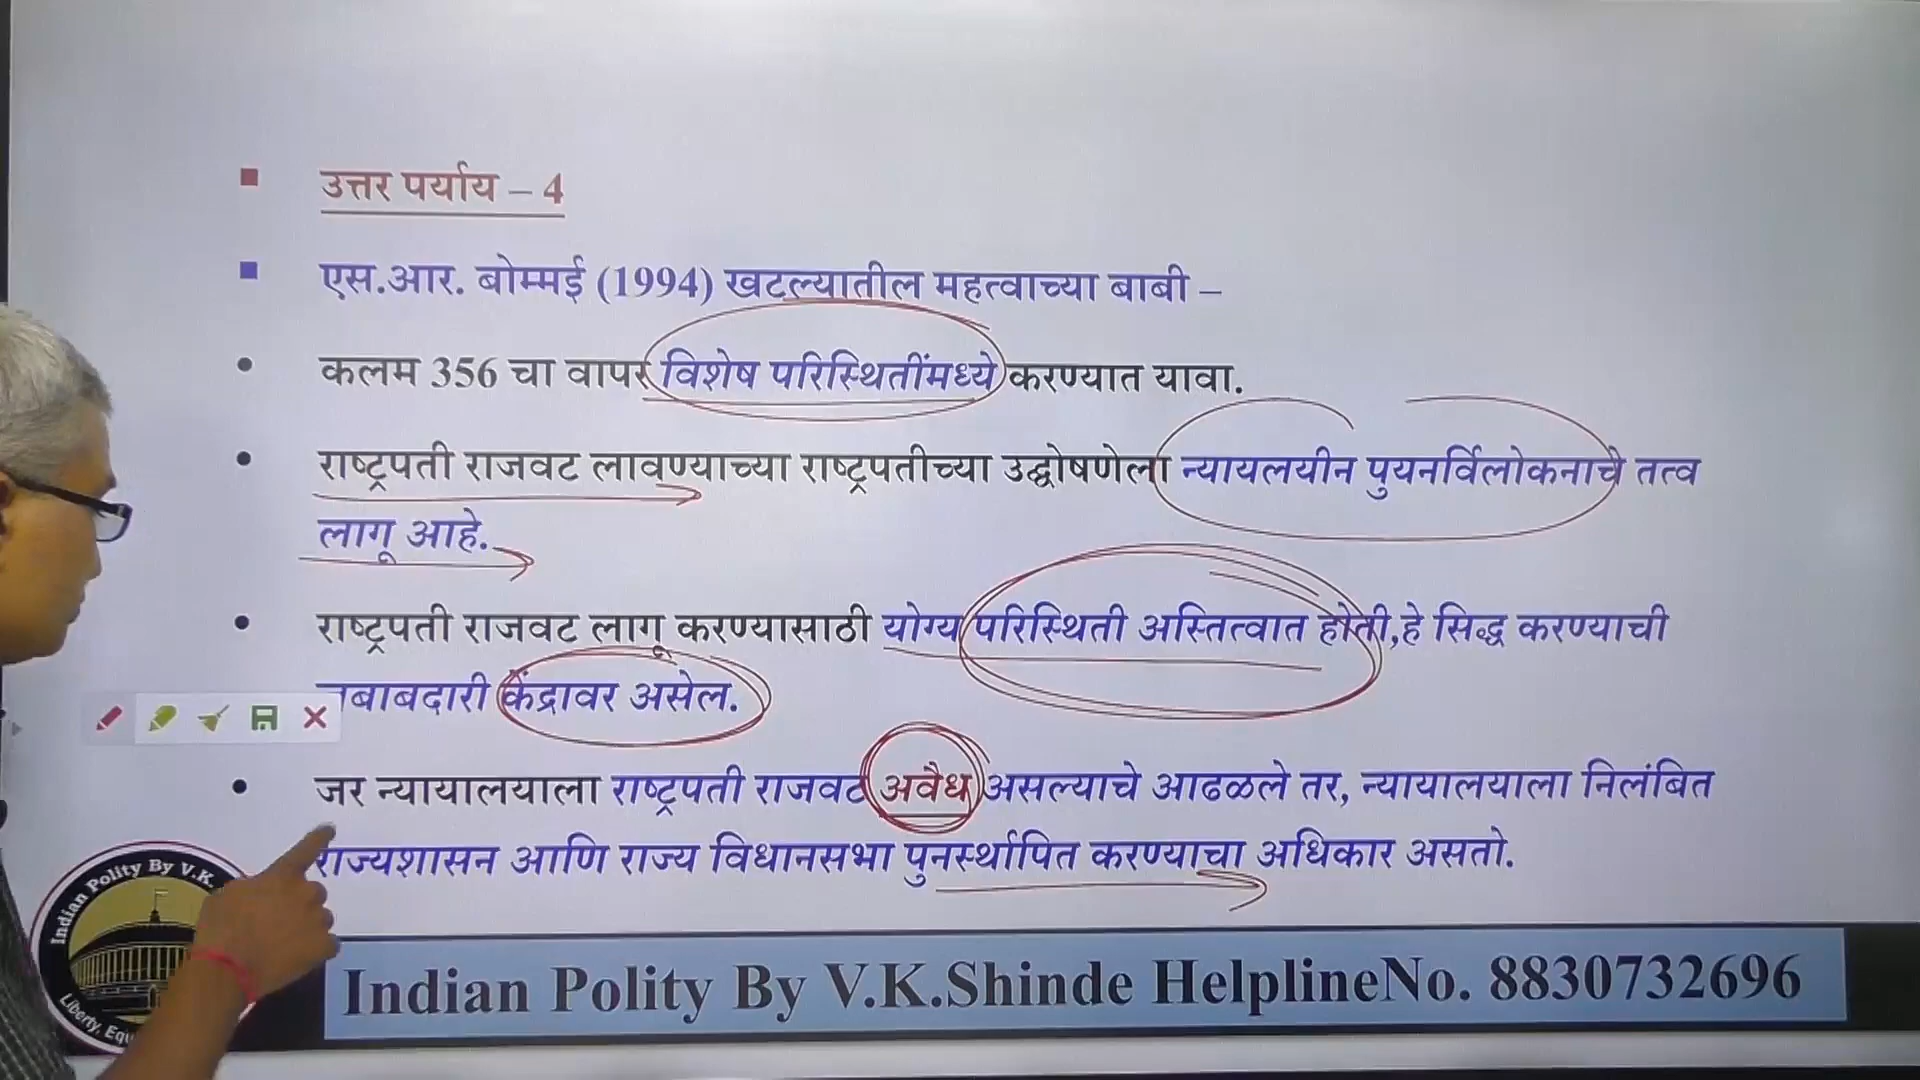 उत्तर पर्याय – 4
एस.आर. बोम्मई (1994) खटल्यातील महत्वाच्या बाबी –
कलम 356 चा वापर विशेष परिस्थितींमध्ये करण्यात यावा.
राष्ट्रपती राजवट लावण्याच्या राष्ट्रपतीच्या उद्घोषणेला न्यायलयीन पुयनर्विलोकनाचे तत्व
लागू आहे.
राष्ट्रपती राजवट लागू करण्यासाठी योग्य परिस्थिती अस्तित्वात होती,हे सिद्ध करण्याची
बाबदारी केंद्रावर असेल.
जर न्यायालयाला राष्ट्रपती राजवट अवैध असल्याचे आढळले तर, न्यायालयाला निलंबित
राज्यशासन आणि राज्य विधानसभा पुनर्स्थापित करण्याचा अधिकार असतो.
Indian Polity By V.K.
Liberty, Equ
Indian Polity By V.K.Shinde HelplineNo. 8830732696